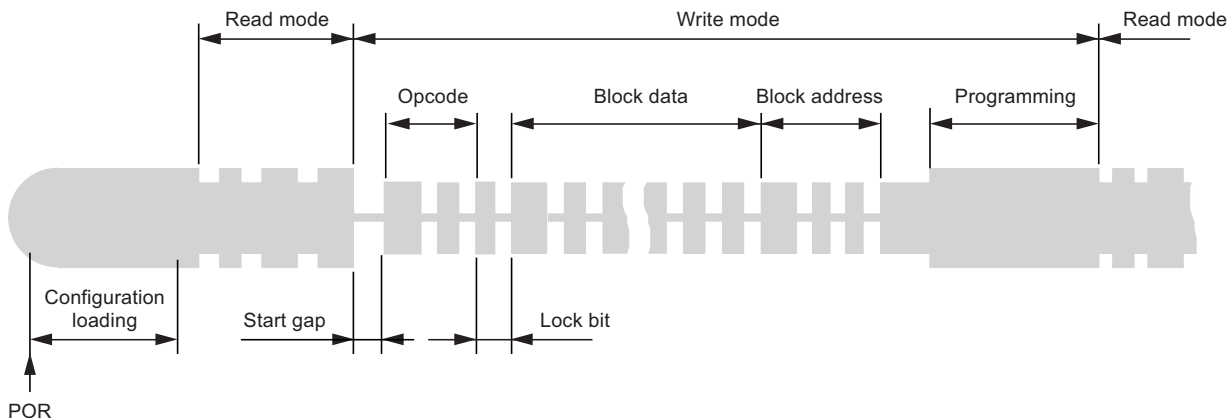 Read mode
Write mode
Read mode
Opcode
Block data
Block address
Programming
Configuration
loading
Start gap
Lock bit
POR